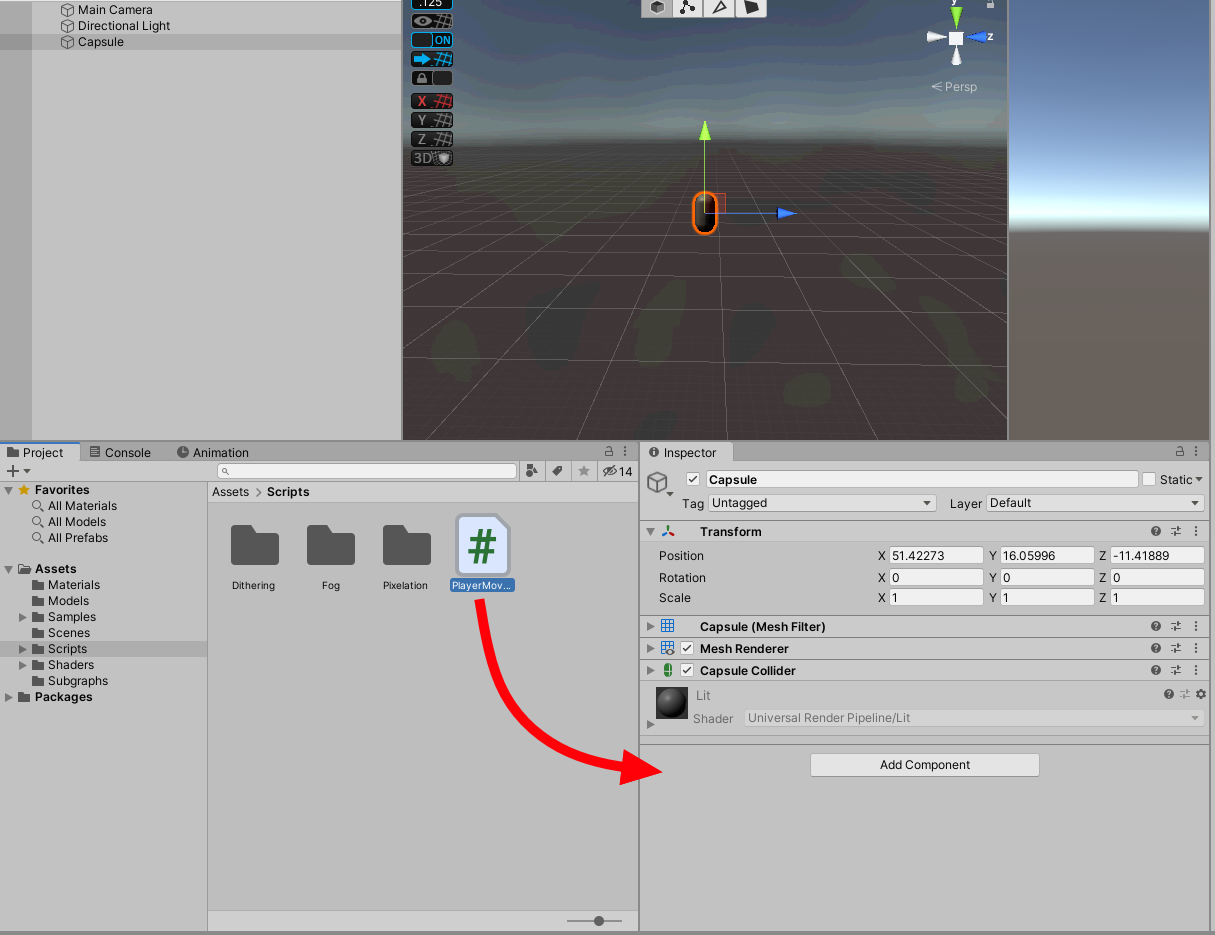 Main Camera
Directional Light
Capsule
.125
ON
X
Y
Z
3D
y
z
Persp
Project
Console
Animation
14
Favorites
All Materials
All Models
All Prefabs
Assets
Materials
Models
Samples
Scenes
Scripts
Shaders
Subgraphs
Packages
Assets > Scripts
Dithering
Fog
Pixelation
PlayerMov...
Inspector
Capsule
Static
Tag Untagged
Layer Default
Transform
Position X 51.42273 Y 16.05996 Z -11.41889
Rotation X 0 Y 0 Z 0
Scale X 1 Y 1 Z 1
Capsule (Mesh Filter)
Mesh Renderer
Capsule Collider
Lit
Shader Universal Render Pipeline/Lit
Add Component